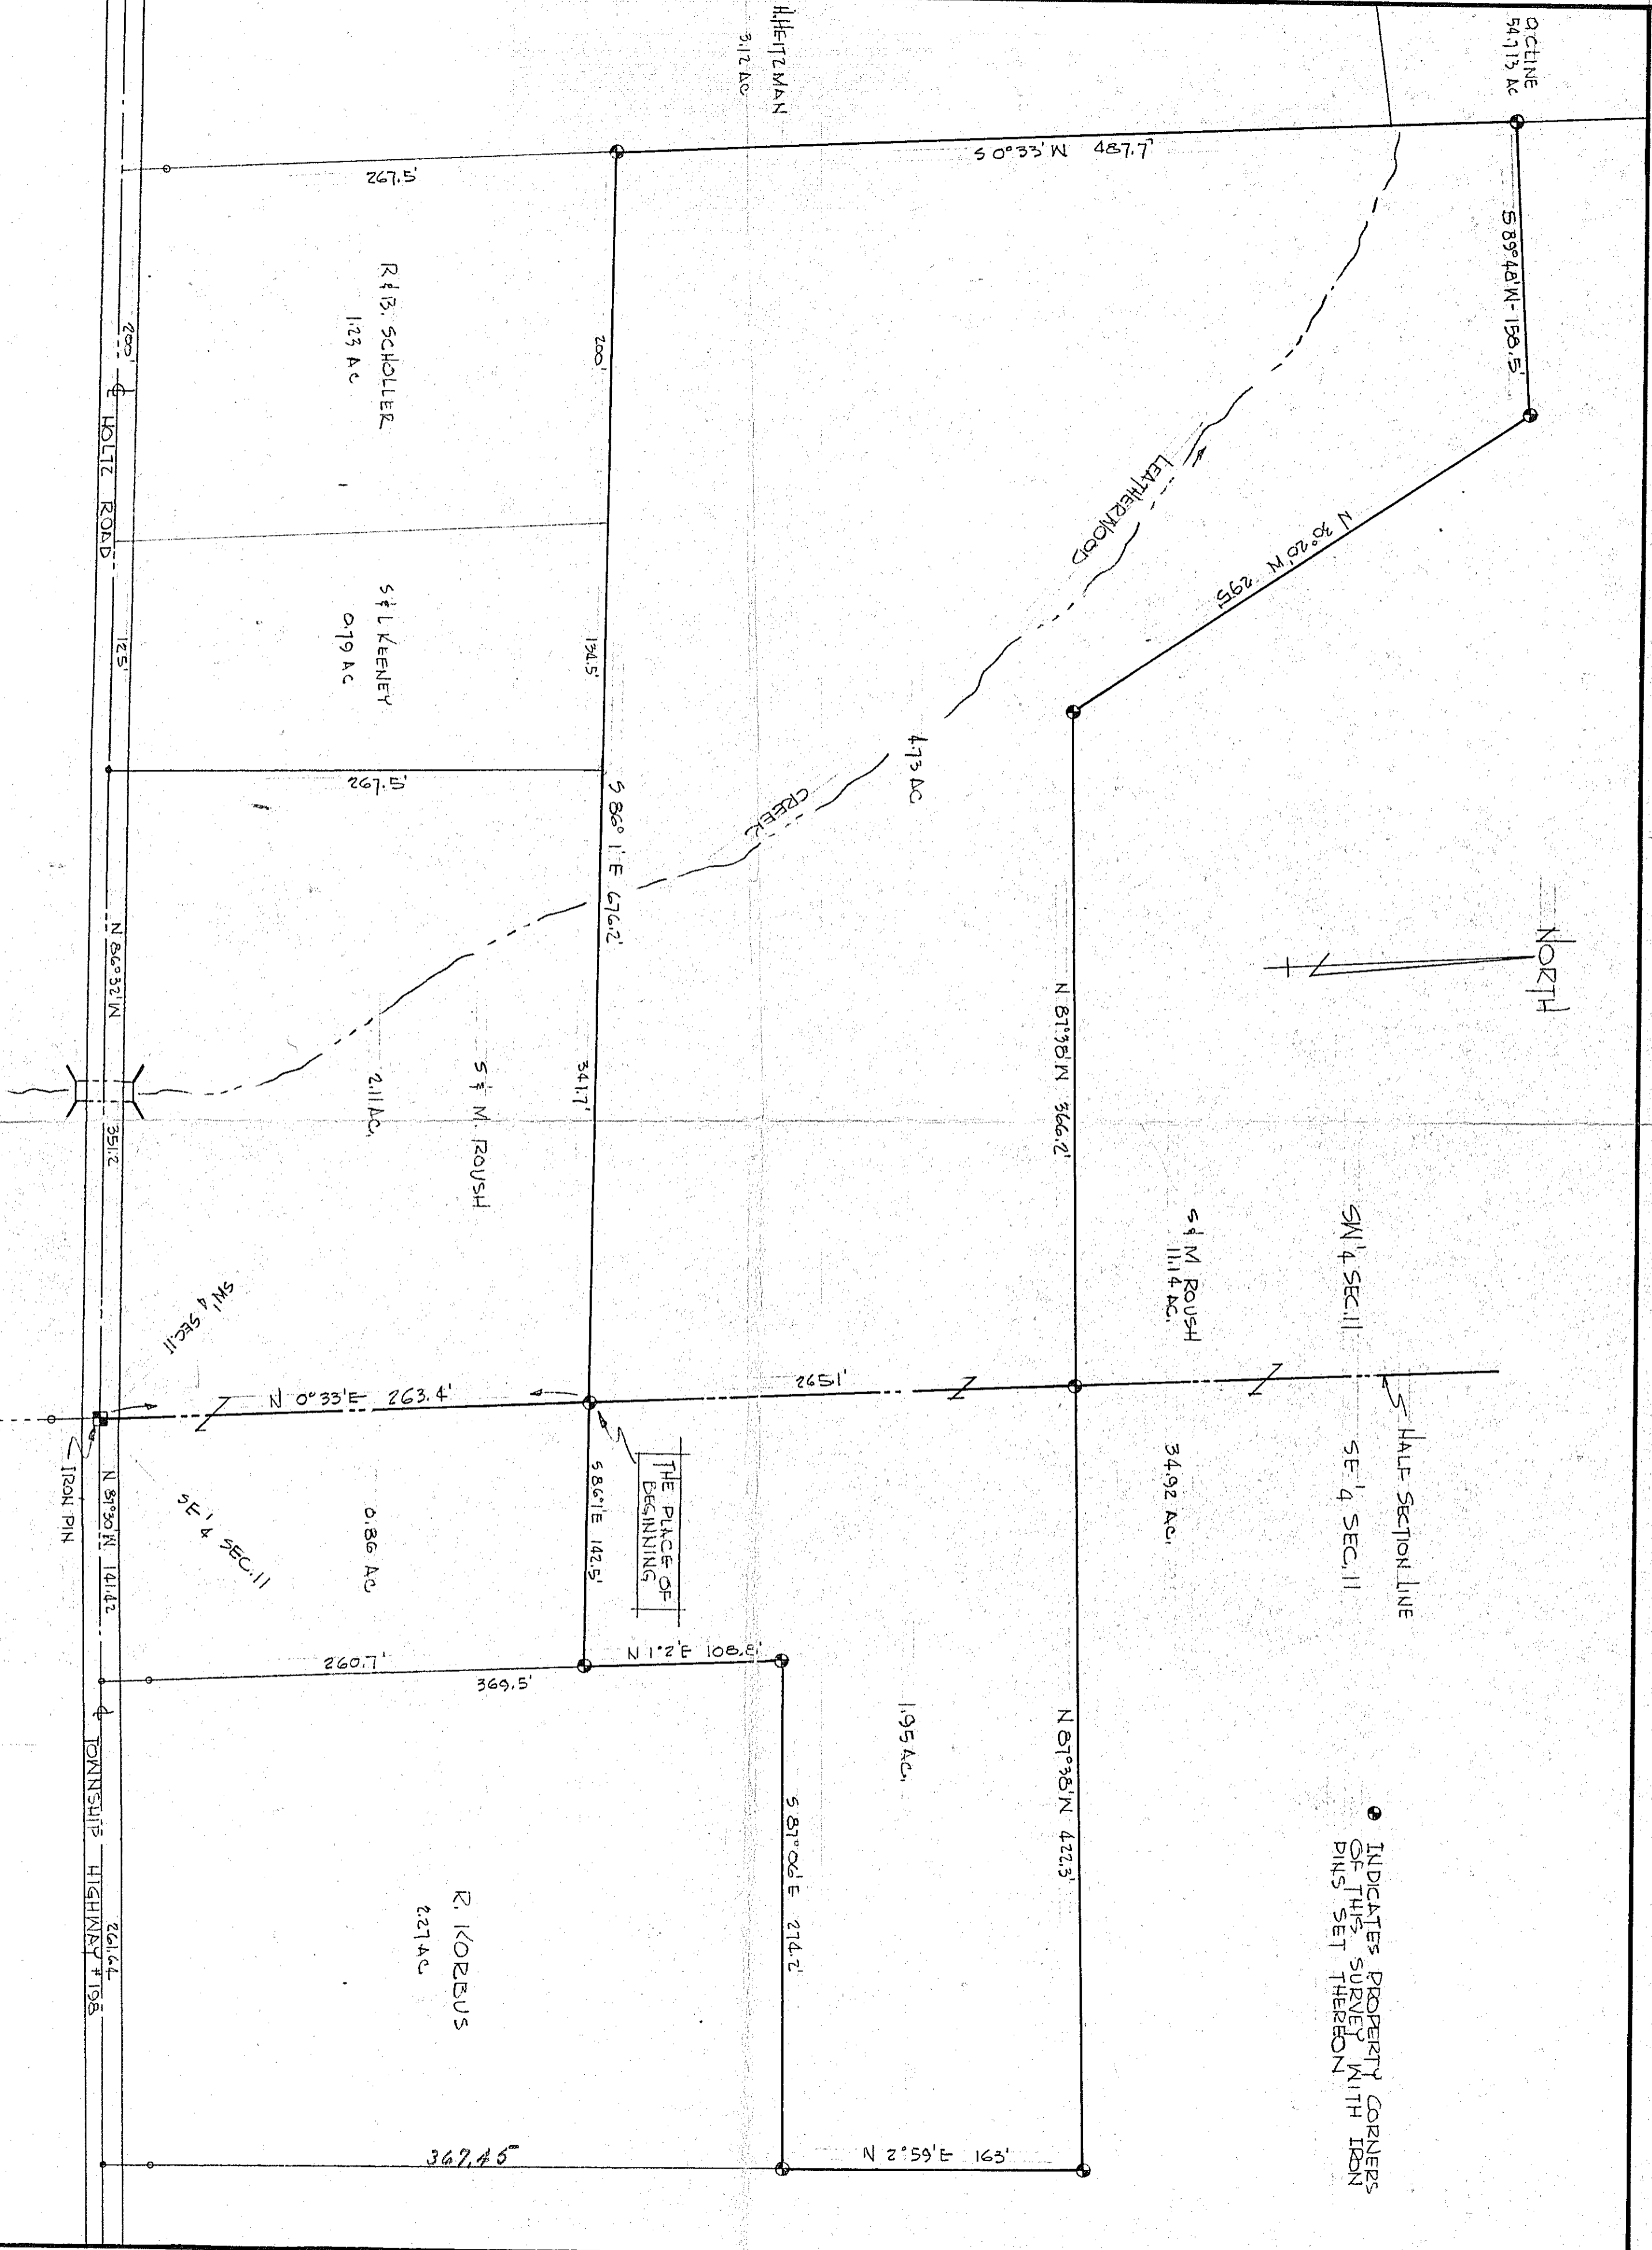 NORTH
HALF SECTION LINE
SW 1/4 SEC. 11
SE 1/4 SEC. 11
INDICATES PROPERTY CORNERS
OF THIS SURVEY WITH IRON
PINS SET THEREON
54.713 AC
S 89°48'W - 158.5'
N 30°20'W 295'
S & M ROUSH
11.14 AC.
34.92 AC.
N 87°38'W 366.2'
N 87°38'W 422.3'
S 0°33'W 487.7'
LEATHERWOOD
CREEK
4.73 AC
265.1'
1.95 AC.
N 2°59'E 163'
H. HEITZMAN
3.12 AC
S 87°06'E 274.2'
THE PLACE OF
BEGINNING
N 1°2'E 108.8'
200'
134.5'
S 86°1'E 676.2'
341.7'
S 86°1'E 142.5'
267.5'
R & B. SCHOLLER
1.23 AC
S & L KEENEY
0.79 AC
267.5'
S & M. ROUSH
2.11 AC.
N 0°33'E 263.4'
SW 1/4 SEC. 11
SE 1/4 SEC. 11
0.86 AC
260.7'
369.5'
R. KORBUS
2.27 AC
367.45
200'
℄ HOLTZ ROAD
125'
N 86°32'W
351.2
IRON PIN
N 87°30'W 141.42
℄ TOWNSHIP HIGHWAY #198
261.64